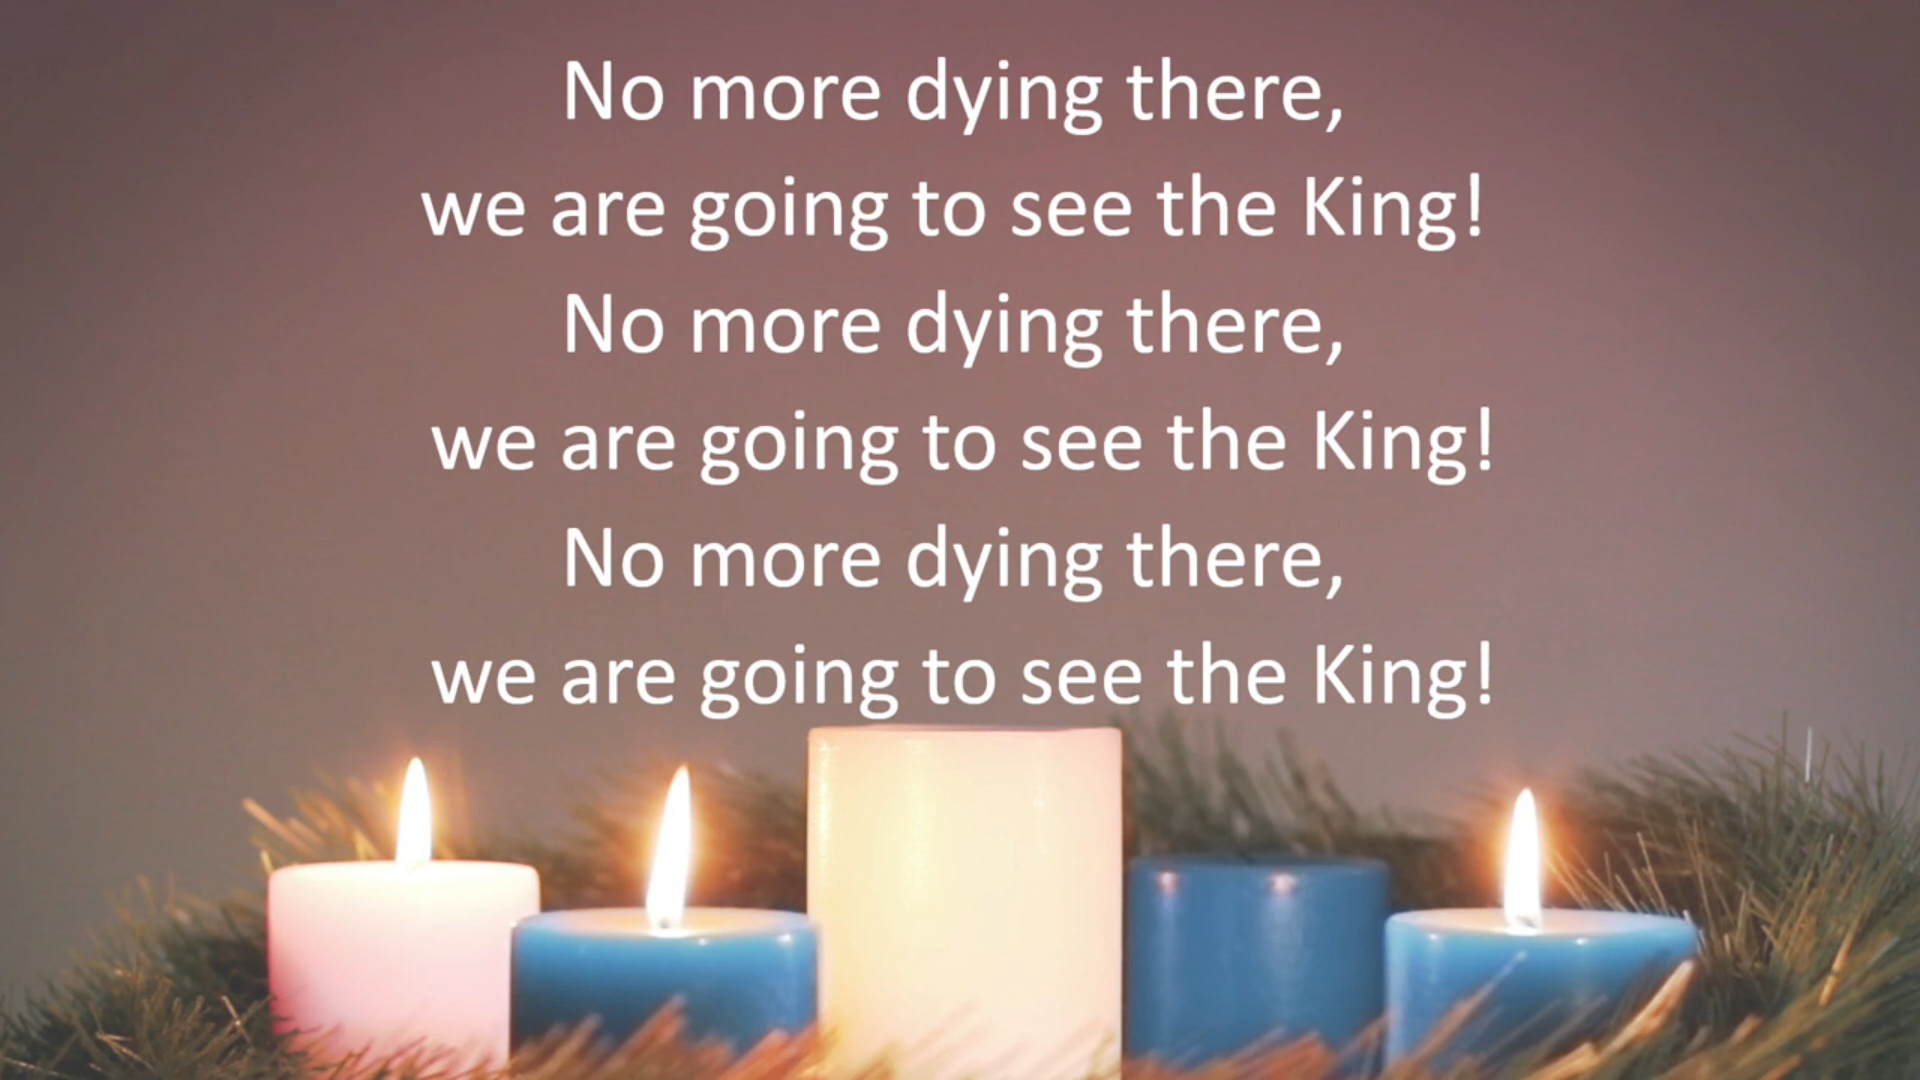 No more dying there,
we are going to see the King!
No more dying there,
we are going to see the King!
No more dying there,
we are going to see the King!